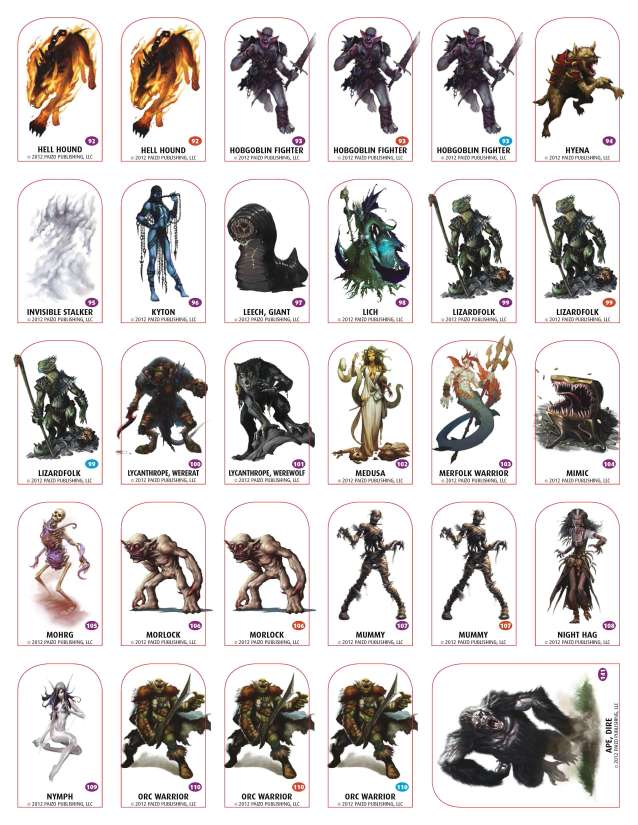 92
HELL HOUND
© 2012 PAIZO PUBLISHING, LLC
92
HELL HOUND
© 2012 PAIZO PUBLISHING, LLC
93
HOBGOBLIN FIGHTER
© 2012 PAIZO PUBLISHING, LLC
93
HOBGOBLIN FIGHTER
© 2012 PAIZO PUBLISHING, LLC
93
HOBGOBLIN FIGHTER
© 2012 PAIZO PUBLISHING, LLC
94
HYENA
© 2012 PAIZO PUBLISHING, LLC
95
INVISIBLE STALKER
© 2012 PAIZO PUBLISHING, LLC
96
KYTON
© 2012 PAIZO PUBLISHING, LLC
97
LEECH, GIANT
© 2012 PAIZO PUBLISHING, LLC
98
LICH
© 2012 PAIZO PUBLISHING, LLC
99
LIZARDFOLK
© 2012 PAIZO PUBLISHING, LLC
99
LIZARDFOLK
© 2012 PAIZO PUBLISHING, LLC
99
LIZARDFOLK
© 2012 PAIZO PUBLISHING, LLC
100
LYCANTHROPE, WERERAT
© 2012 PAIZO PUBLISHING, LLC
101
LYCANTHROPE, WEREWOLF
© 2012 PAIZO PUBLISHING, LLC
102
MEDUSA
© 2012 PAIZO PUBLISHING, LLC
103
MERFOLK WARRIOR
© 2012 PAIZO PUBLISHING, LLC
104
MIMIC
© 2012 PAIZO PUBLISHING, LLC
105
MOHRG
© 2012 PAIZO PUBLISHING, LLC
106
MORLOCK
© 2012 PAIZO PUBLISHING, LLC
106
MORLOCK
© 2012 PAIZO PUBLISHING, LLC
107
MUMMY
© 2012 PAIZO PUBLISHING, LLC
107
MUMMY
© 2012 PAIZO PUBLISHING, LLC
108
NIGHT HAG
© 2012 PAIZO PUBLISHING, LLC
109
NYMPH
© 2012 PAIZO PUBLISHING, LLC
110
ORC WARRIOR
© 2012 PAIZO PUBLISHING, LLC
110
ORC WARRIOR
© 2012 PAIZO PUBLISHING, LLC
110
ORC WARRIOR
© 2012 PAIZO PUBLISHING, LLC
141
APE, DIRE
© 2012 PAIZO PUBLISHING, LLC